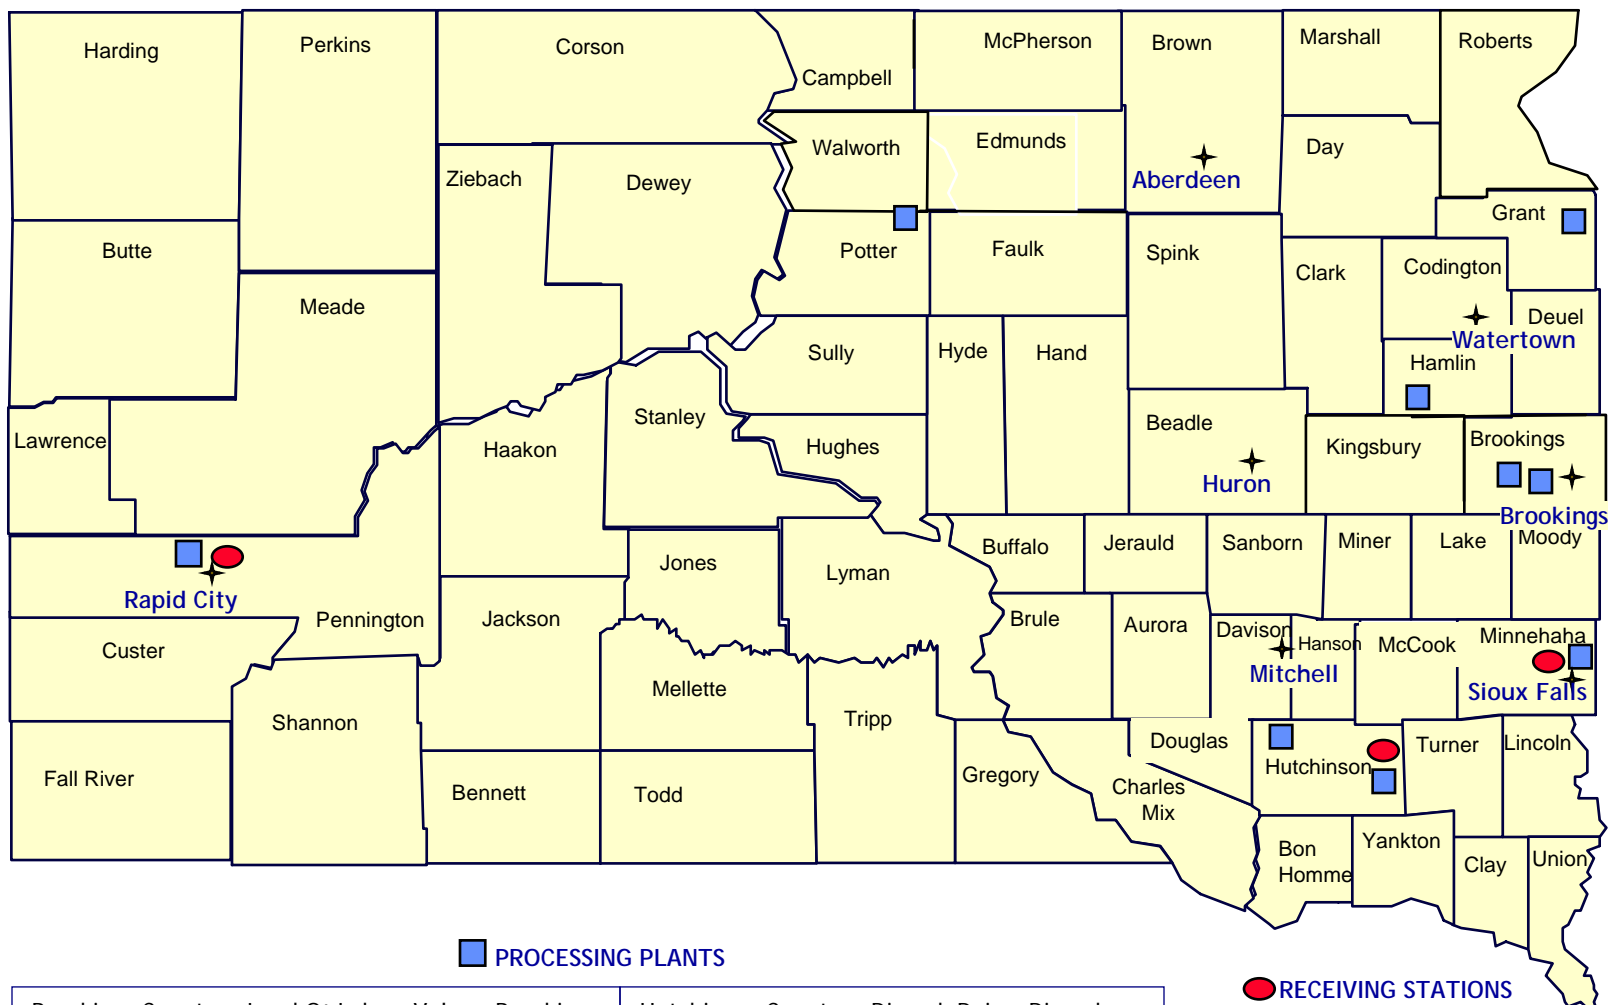 Harding
Perkins
Corson
Campbell
McPherson
Brown
Marshall
Roberts
Walworth
Edmunds
Day
Aberdeen
Ziebach
Dewey
Grant
Butte
Potter
Faulk
Spink
Clark
Codington
Meade
Deuel
Watertown
Sully
Hyde
Hand
Hamlin
Lawrence
Haakon
Stanley
Hughes
Beadle
Kingsbury
Brookings
Huron
Brookings
Buffalo
Jerauld
Sanborn
Miner
Lake
Moody
Jones
Lyman
Rapid City
Pennington
Jackson
Brule
Aurora
Davison
Hanson
McCook
Minnehaha
Custer
Mitchell
Sioux Falls
Mellette
Shannon
Tripp
Douglas
Turner
Lincoln
Fall River
Bennett
Todd
Gregory
Charles
Mix
Hutchinson
Bon
Homme
Yankton
Clay
Union
PROCESSING PLANTS
RECEIVING STATIONS